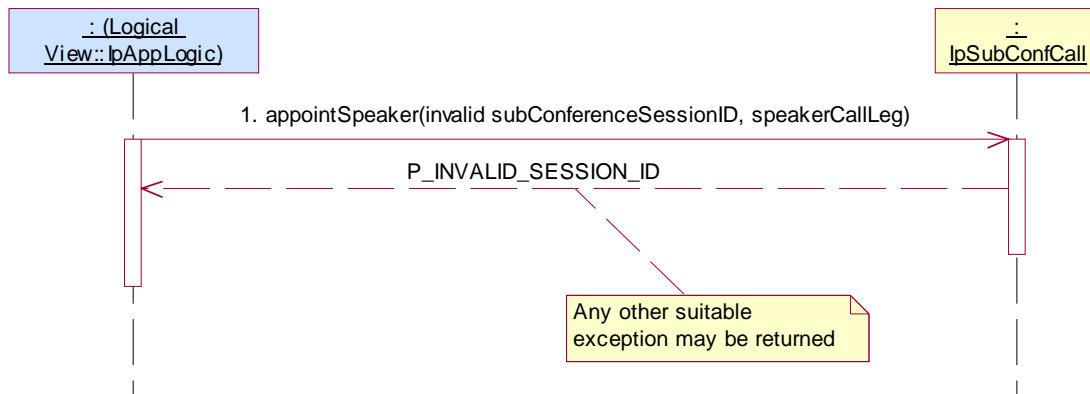 : (Logical
View::IpAppLogic)
:
IpSubConfCall
1. appointSpeaker(invalid subConferenceSessionID, speakerCallLeg)
P_INVALID_SESSION_ID
Any other suitable
exception may be returned